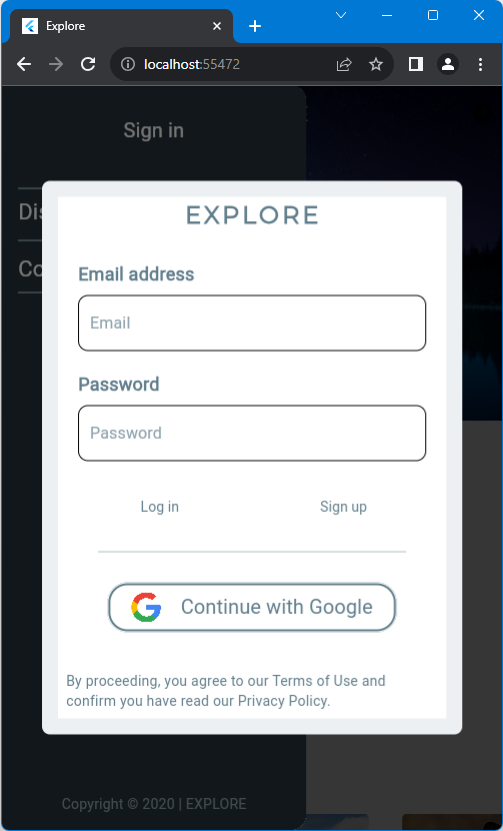 Explore
localhost:55472
Sign in
Dis
Co
EXPLORE
Email address
Email
Password
Password
Log in Sign up
Continue with Google
By proceeding, you agree to our Terms of Use and
confirm you have read our Privacy Policy.
Copyright © 2020 | EXPLORE